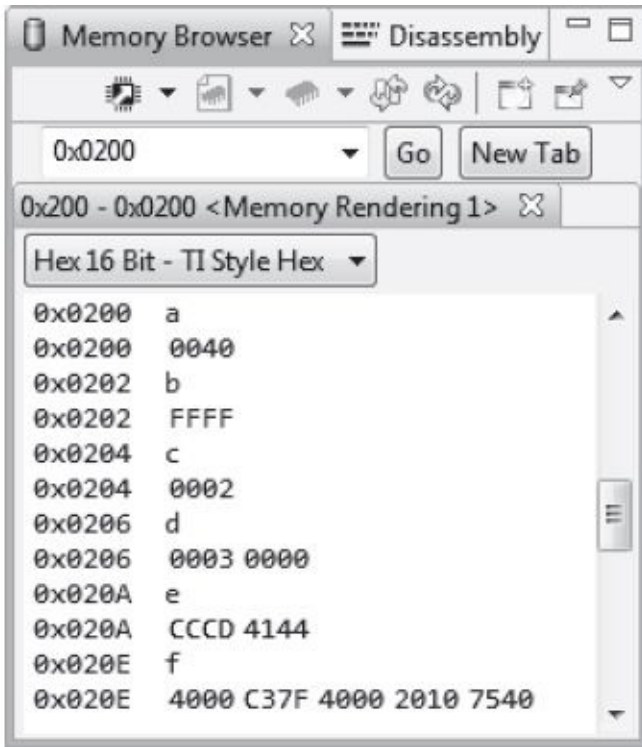 Memory Browser Disassembly
0x0200 Go New Tab
0x200 - 0x0200 <Memory Rendering 1>
Hex 16 Bit - TI Style Hex
0x0200 a
0x0200 0040
0x0202 b
0x0202 FFFF
0x0204 c
0x0204 0002
0x0206 d
0x0206 0003 0000
0x020A e
0x020A CCCD 4144
0x020E f
0x020E 4000 C37F 4000 2010 7540